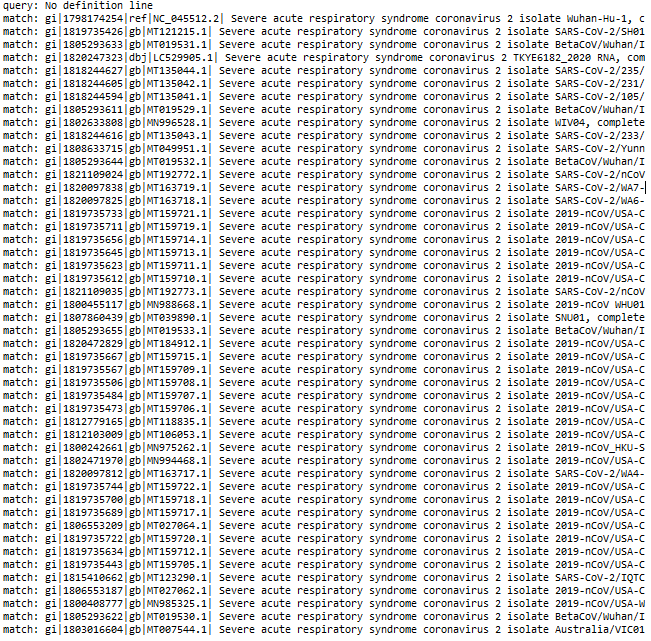 query: No definition line
match: gi|1798174254|ref|NC_045512.2| Severe acute respiratory syndrome coronavirus 2 isolate Wuhan-Hu-1, c
match: gi|1819735426|gb|MT121215.1| Severe acute respiratory syndrome coronavirus 2 isolate SARS-CoV-2/SH01
match: gi|1805293633|gb|MT019531.1| Severe acute respiratory syndrome coronavirus 2 isolate BetaCoV/Wuhan/I
match: gi|1820247323|dbj|LC529905.1| Severe acute respiratory syndrome coronavirus 2 TKYE6182_2020 RNA, com
match: gi|1818244627|gb|MT135044.1| Severe acute respiratory syndrome coronavirus 2 isolate SARS-CoV-2/235/
match: gi|1818244605|gb|MT135042.1| Severe acute respiratory syndrome coronavirus 2 isolate SARS-CoV-2/231/
match: gi|1818244594|gb|MT135041.1| Severe acute respiratory syndrome coronavirus 2 isolate SARS-CoV-2/105/
match: gi|1805293611|gb|MT019529.1| Severe acute respiratory syndrome coronavirus 2 isolate BetaCoV/Wuhan/I
match: gi|1802633808|gb|MN996528.1| Severe acute respiratory syndrome coronavirus 2 isolate WIV04, complete
match: gi|1818244616|gb|MT135043.1| Severe acute respiratory syndrome coronavirus 2 isolate SARS-CoV-2/233/
match: gi|1808633715|gb|MT049951.1| Severe acute respiratory syndrome coronavirus 2 isolate SARS-CoV-2/Yunn
match: gi|1805293644|gb|MT019532.1| Severe acute respiratory syndrome coronavirus 2 isolate BetaCoV/Wuhan/I
match: gi|1821109024|gb|MT192772.1| Severe acute respiratory syndrome coronavirus 2 isolate SARS-CoV-2/nCoV
match: gi|1820097838|gb|MT163719.1| Severe acute respiratory syndrome coronavirus 2 isolate SARS-CoV-2/WA7-
match: gi|1820097825|gb|MT163718.1| Severe acute respiratory syndrome coronavirus 2 isolate SARS-CoV-2/WA6-
match: gi|1819735733|gb|MT159721.1| Severe acute respiratory syndrome coronavirus 2 isolate 2019-nCoV/USA-C
match: gi|1819735711|gb|MT159719.1| Severe acute respiratory syndrome coronavirus 2 isolate 2019-nCoV/USA-C
match: gi|1819735656|gb|MT159714.1| Severe acute respiratory syndrome coronavirus 2 isolate 2019-nCoV/USA-C
match: gi|1819735645|gb|MT159713.1| Severe acute respiratory syndrome coronavirus 2 isolate 2019-nCoV/USA-C
match: gi|1819735623|gb|MT159711.1| Severe acute respiratory syndrome coronavirus 2 isolate 2019-nCoV/USA-C
match: gi|1819735612|gb|MT159710.1| Severe acute respiratory syndrome coronavirus 2 isolate 2019-nCoV/USA-C
match: gi|1821109035|gb|MT192773.1| Severe acute respiratory syndrome coronavirus 2 isolate SARS-CoV-2/nCoV
match: gi|1800455117|gb|MN988668.1| Severe acute respiratory syndrome coronavirus 2 isolate 2019-nCoV WHU01
match: gi|1807860439|gb|MT039890.1| Severe acute respiratory syndrome coronavirus 2 isolate SNU01, complete
match: gi|1805293655|gb|MT019533.1| Severe acute respiratory syndrome coronavirus 2 isolate BetaCoV/Wuhan/I
match: gi|1820472829|gb|MT184912.1| Severe acute respiratory syndrome coronavirus 2 isolate 2019-nCoV/USA-C
match: gi|1819735667|gb|MT159715.1| Severe acute respiratory syndrome coronavirus 2 isolate 2019-nCoV/USA-C
match: gi|1819735567|gb|MT159709.1| Severe acute respiratory syndrome coronavirus 2 isolate 2019-nCoV/USA-C
match: gi|1819735506|gb|MT159708.1| Severe acute respiratory syndrome coronavirus 2 isolate 2019-nCoV/USA-C
match: gi|1819735484|gb|MT159707.1| Severe acute respiratory syndrome coronavirus 2 isolate 2019-nCoV/USA-C
match: gi|1819735473|gb|MT159706.1| Severe acute respiratory syndrome coronavirus 2 isolate 2019-nCoV/USA-C
match: gi|1812779165|gb|MT118835.1| Severe acute respiratory syndrome coronavirus 2 isolate 2019-nCoV/USA-C
match: gi|1812103009|gb|MT106053.1| Severe acute respiratory syndrome coronavirus 2 isolate 2019-nCoV/USA-C
match: gi|1800242661|gb|MN975262.1| Severe acute respiratory syndrome coronavirus 2 isolate 2019-nCoV_HKU-S
match: gi|1802471970|gb|MN994468.1| Severe acute respiratory syndrome coronavirus 2 isolate 2019-nCoV/USA-C
match: gi|1820097812|gb|MT163717.1| Severe acute respiratory syndrome coronavirus 2 isolate SARS-CoV-2/WA4-
match: gi|1819735744|gb|MT159722.1| Severe acute respiratory syndrome coronavirus 2 isolate 2019-nCoV/USA-C
match: gi|1819735700|gb|MT159718.1| Severe acute respiratory syndrome coronavirus 2 isolate 2019-nCoV/USA-C
match: gi|1819735689|gb|MT159717.1| Severe acute respiratory syndrome coronavirus 2 isolate 2019-nCoV/USA-C
match: gi|1806553209|gb|MT027064.1| Severe acute respiratory syndrome coronavirus 2 isolate 2019-nCoV/USA-C
match: gi|1819735722|gb|MT159720.1| Severe acute respiratory syndrome coronavirus 2 isolate 2019-nCoV/USA-C
match: gi|1819735634|gb|MT159712.1| Severe acute respiratory syndrome coronavirus 2 isolate 2019-nCoV/USA-C
match: gi|1819735443|gb|MT159705.1| Severe acute respiratory syndrome coronavirus 2 isolate 2019-nCoV/USA-C
match: gi|1815410662|gb|MT123290.1| Severe acute respiratory syndrome coronavirus 2 isolate SARS-CoV-2/IQTC
match: gi|1806553187|gb|MT027062.1| Severe acute respiratory syndrome coronavirus 2 isolate 2019-nCoV/USA-C
match: gi|1800408777|gb|MN985325.1| Severe acute respiratory syndrome coronavirus 2 isolate 2019-nCoV/USA-W
match: gi|1805293622|gb|MT019530.1| Severe acute respiratory syndrome coronavirus 2 isolate BetaCoV/Wuhan/I
match: gi|1803016604|gb|MT007544.1| Severe acute respiratory syndrome coronavirus 2 isolate Australia/VIC01